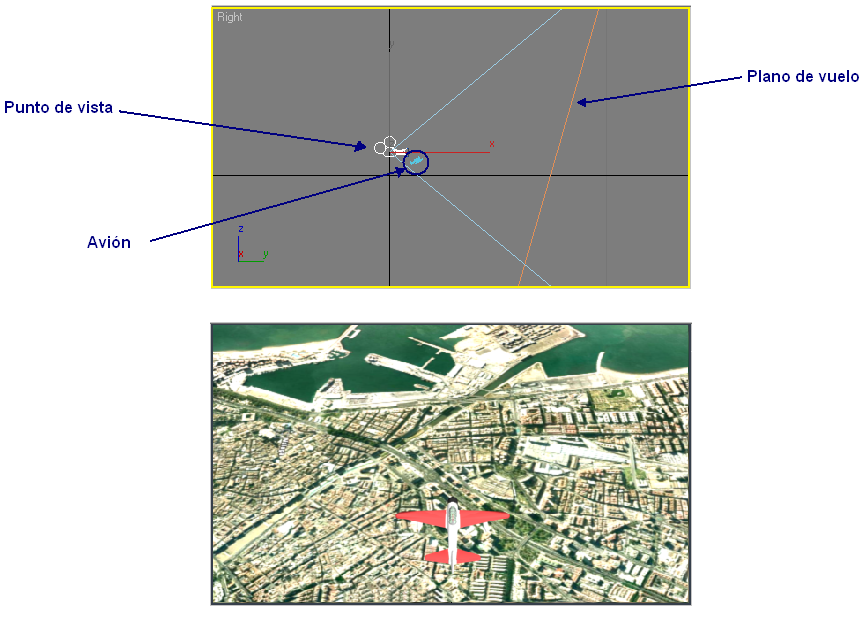 Right
y
Plano de vuelo
Punto de vista
x
Avión
z
x
y